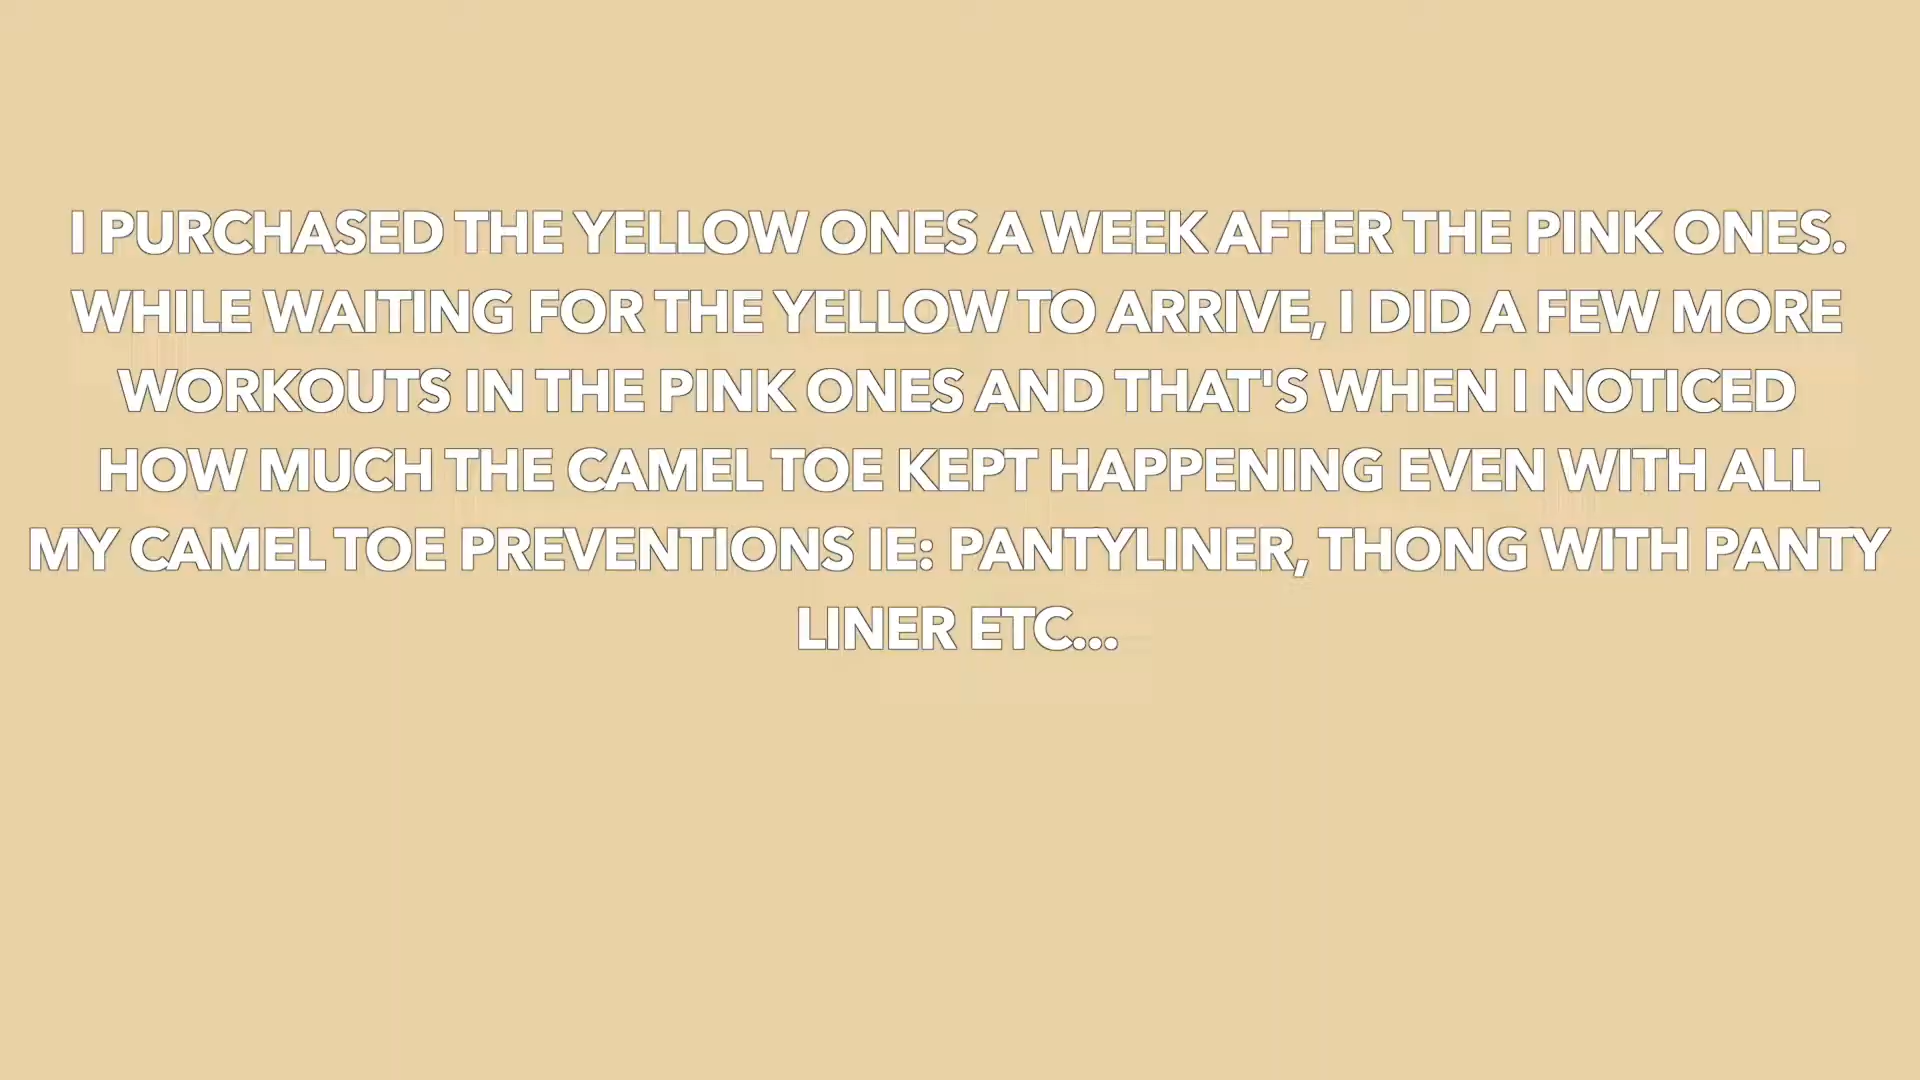 I PURCHASED THE YELLOW ONES A WEEK AFTER THE PINK ONES.
WHILE WAITING FOR THE YELLOW TO ARRIVE, I DID A FEW MORE
WORKOUTS IN THE PINK ONES AND THAT'S WHEN I NOTICED
HOW MUCH THE CAMEL TOE KEPT HAPPENING EVEN WITH ALL
MY CAMEL TOE PREVENTIONS IE: PANTYLINER, THONG WITH PANTY
LINER ETC...